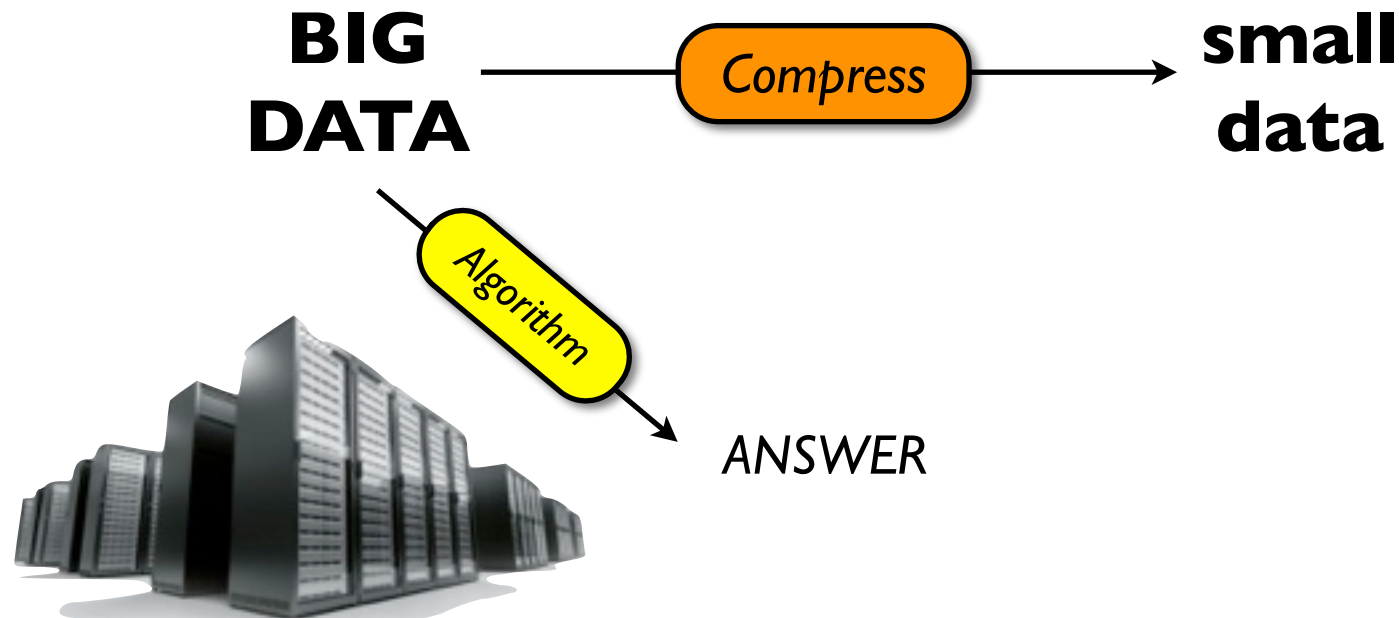 BIG
DATA
Compress
small
data
Algorithm
ANSWER